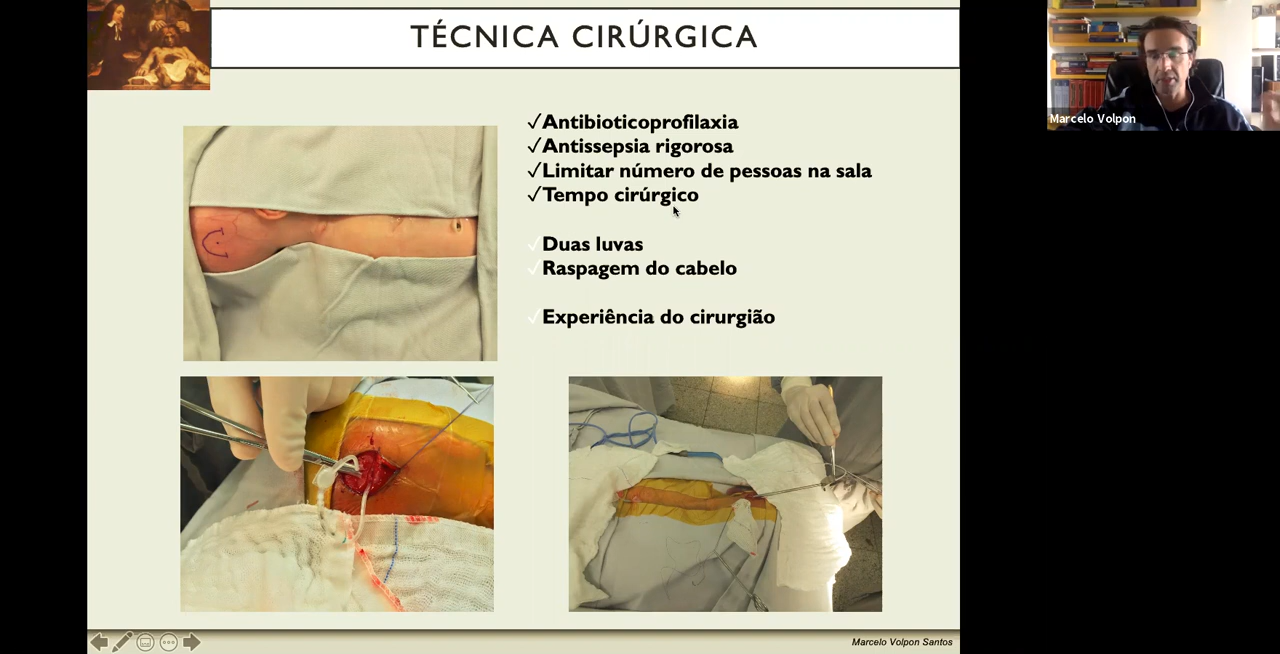 TÉCNICA CIRÚRGICA
✓Antibioticoprofilaxia
✓Antissepsia rigorosa
✓Limitar número de pessoas na sala
✓Tempo cirúrgico
✓Duas luvas
✓Raspagem do cabelo
✓Experiência do cirurgião
Marcelo Volpon Santos
Marcelo Volpon